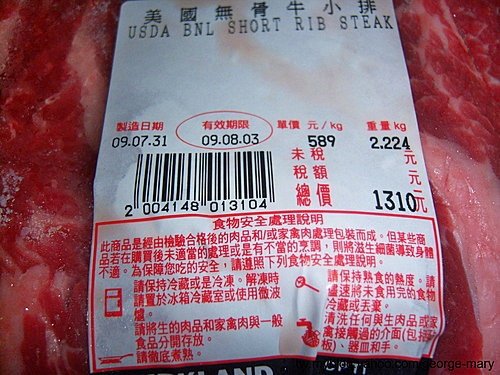 美國無骨牛小排
USDA BNL SHORT RIB STEAK
製造日期 有效期限 單價 元/kg 重量kg
09.07.31 09.08.03 589 2.224
未稅 元
稅額 元
總價 1310元
2 004148 013104
食物安全處理說明
此商品是經由檢驗合格後的肉品和/或家禽肉處理包裝而成。但某些商
品若在購買後未適當的處理或是有不當的烹調，則將滋生細菌導致身體
不適。為保障您吃的安全，請遵照下列食物安全處理說明。
請保持冷藏或是冷凍。解凍時
請置於冰箱冷藏室或使用微波
爐。
請將生的肉品和家禽肉與一般
食品分開存放。
請徹底煮熟。
請保持熟食的熱度。請
儘速將未食用完的食物
冷藏或丟棄。
清洗任何與生肉品或家
禽接觸過的介面(包括砧
板)、器皿和手。